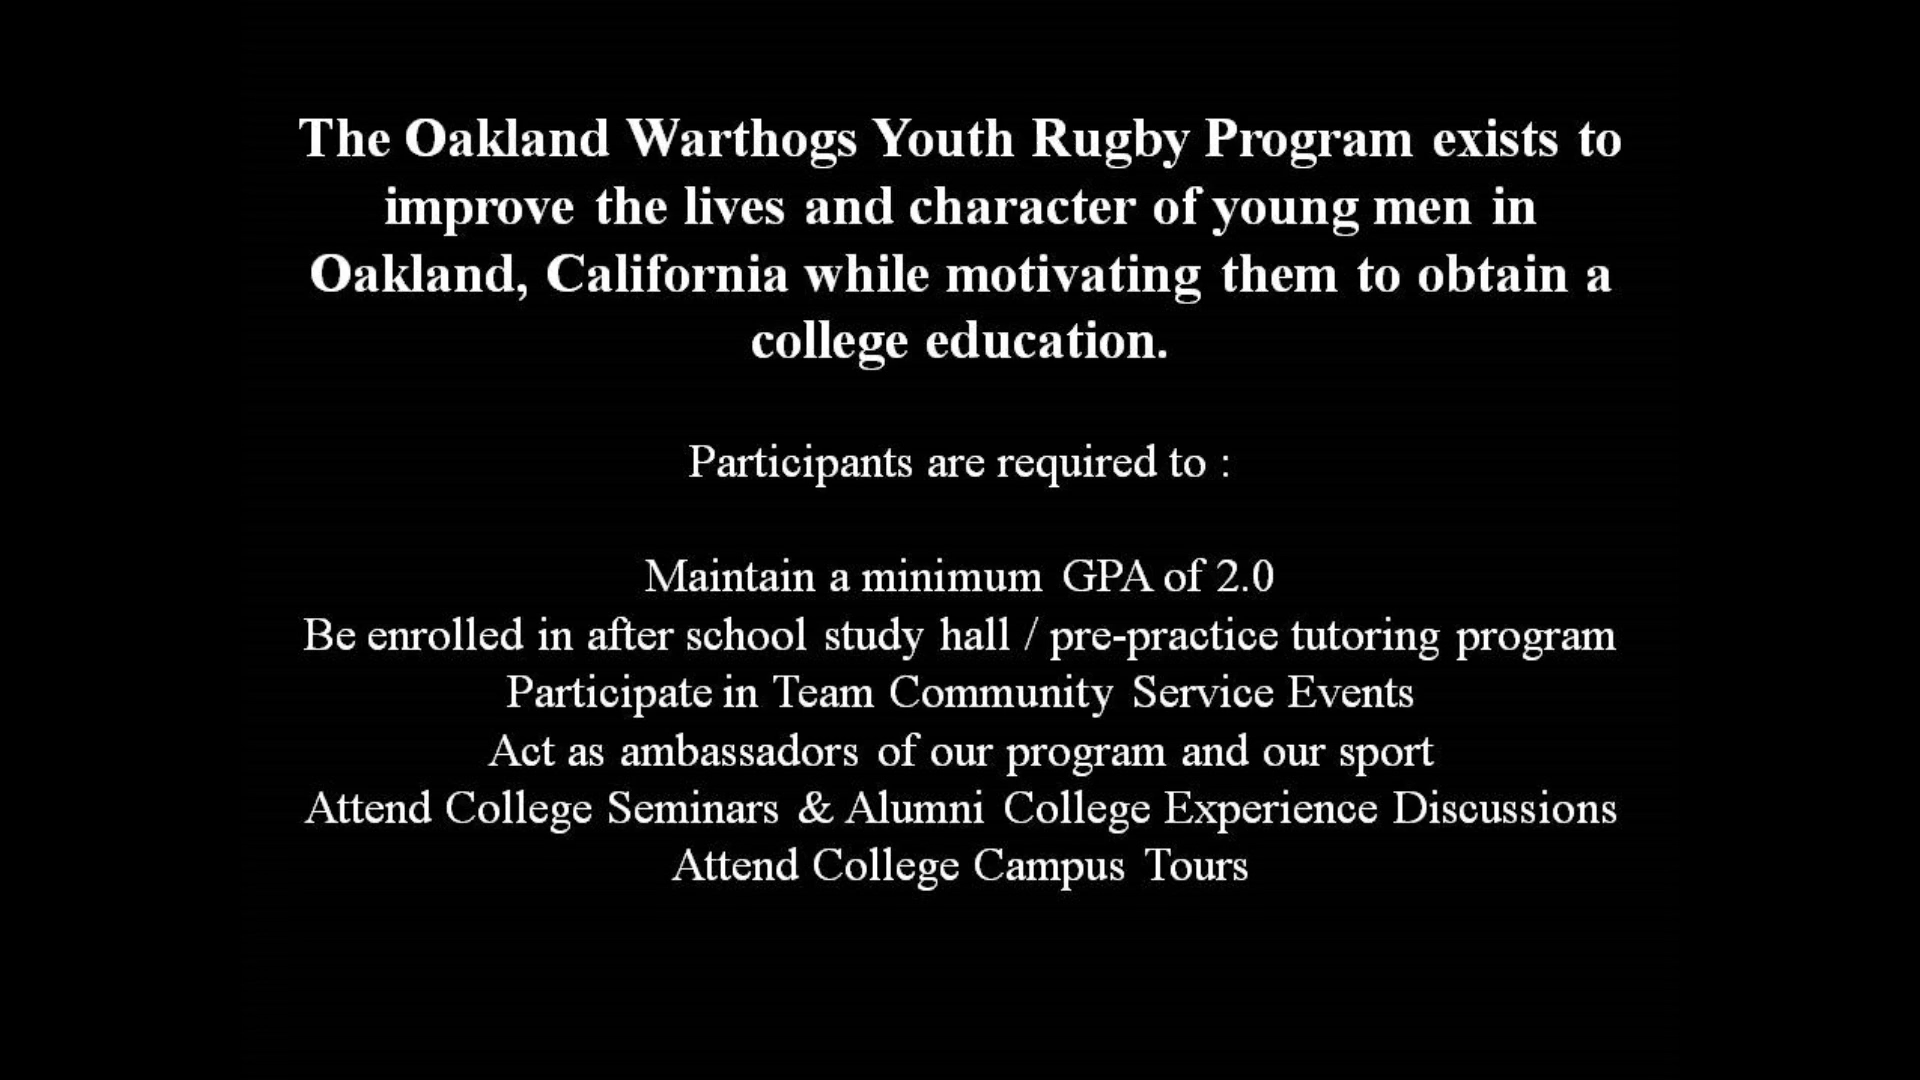 The Oakland Warthogs Youth Rugby Program exists to
improve the lives and character of young men in
Oakland, California while motivating them to obtain a
college education.
Participants are required to :
Maintain a minimum GPA of 2.0
Be enrolled in after school study hall / pre-practice tutoring program
Participate in Team Community Service Events
Act as ambassadors of our program and our sport
Attend College Seminars & Alumni College Experience Discussions
Attend College Campus Tours